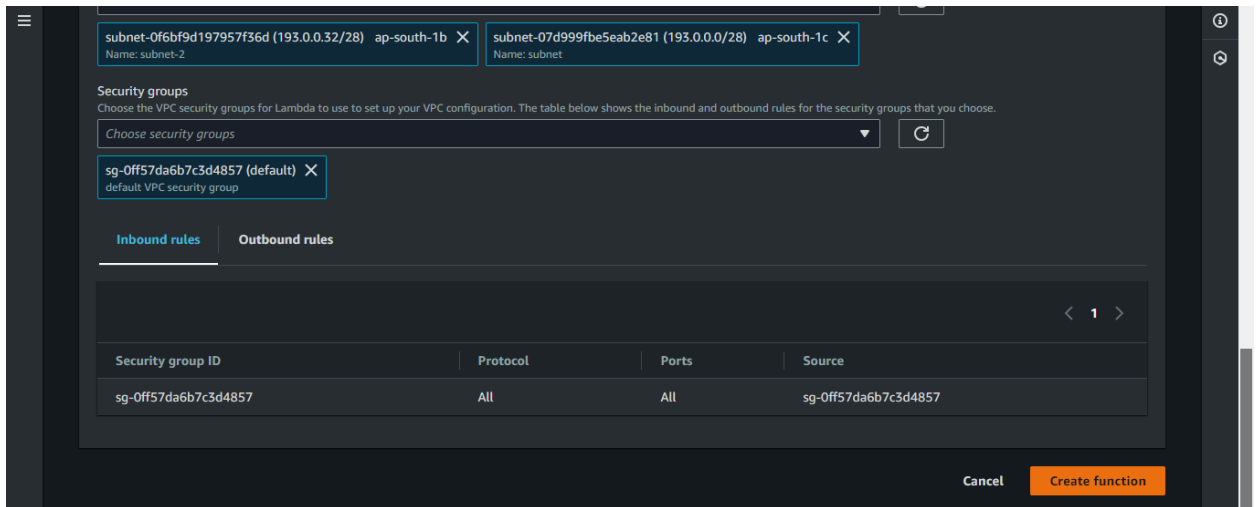 subnet-0f6bf9d197957f36d (193.0.0.32/28) ap-south-1b
Name: subnet-2
subnet-07d999fbe5eab2e81 (193.0.0.0/28) ap-south-1c
Name: subnet
Security groups
Choose the VPC security groups for Lambda to use to set up your VPC configuration. The table below shows the inbound and outbound rules for the security groups that you choose.
Choose security groups
sg-0ff57da6b7c3d4857 (default)
default VPC security group
Inbound rules Outbound rules
1
Security group ID Protocol Ports Source
sg-0ff57da6b7c3d4857 All All sg-0ff57da6b7c3d4857
Cancel Create function